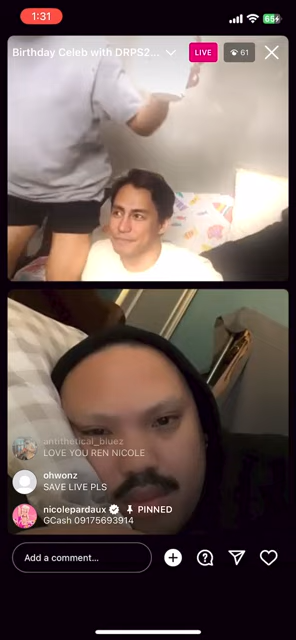 1:31
65
Birthday Celeb with DRPS2...
LIVE
61
antithetical_bluez
LOVE YOU REN NICOLE
ohwonz
SAVE LIVE PLS
nicolepardaux PINNED
GCash 09175693914
Add a comment...